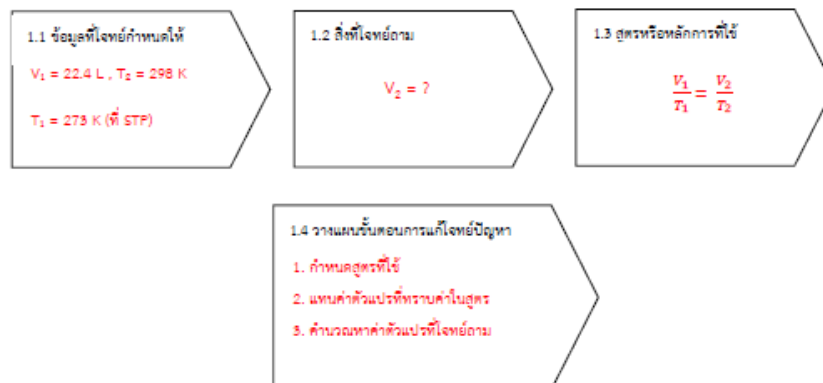 1.1 ข้อมูลที่โจทย์กำหนดให้
V₁ = 22.4 L , T₂ = 298 K
T₁ = 273 K (ที่ STP)
1.2 สิ่งที่โจทย์ถาม
V₂ = ?
1.3 สูตรหรือหลักการที่ใช้
V₁/T₁ = V₂/T₂
1.4 วางแผนขั้นตอนการแก้โจทย์ปัญหา
1. กำหนดสูตรที่ใช้
2. แทนค่าตัวแปรที่ทราบค่าในสูตร
3. คำนวณหาค่าตัวแปรที่โจทย์ถาม